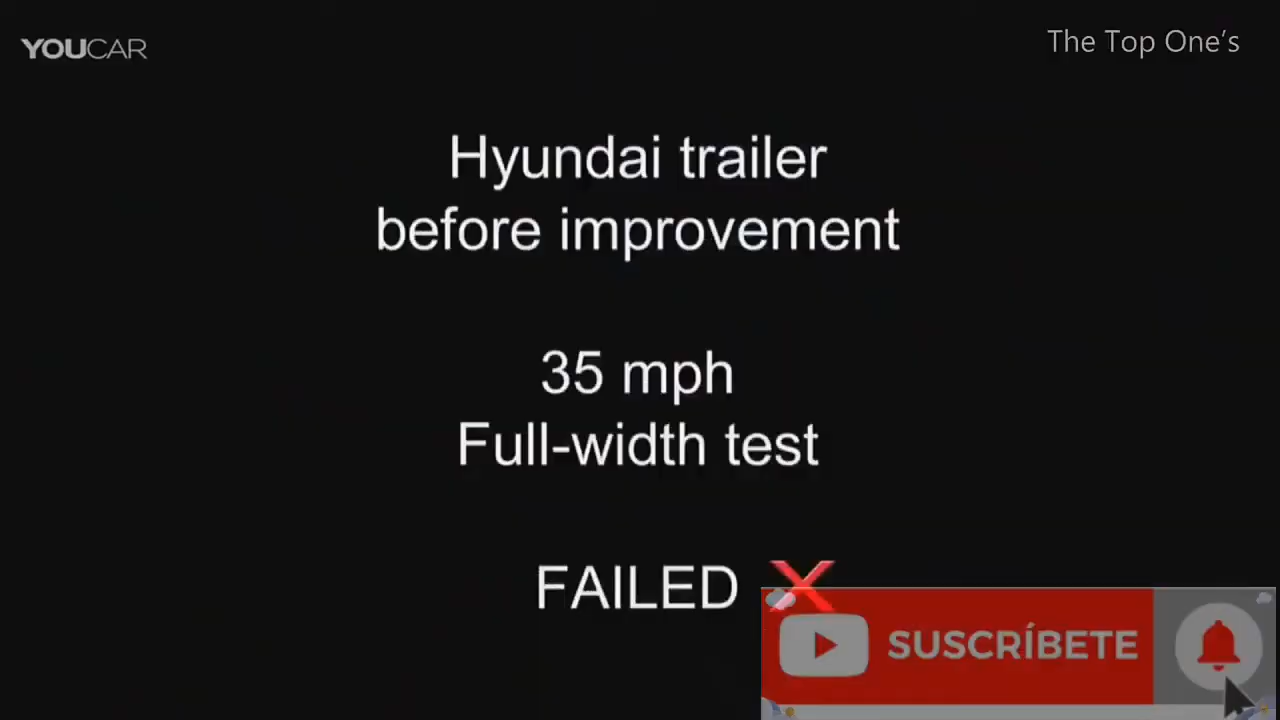 YOUCAR
The Top One's
Hyundai trailer
before improvement
35 mph
Full-width test
FAILED
SUSCRÍBETE